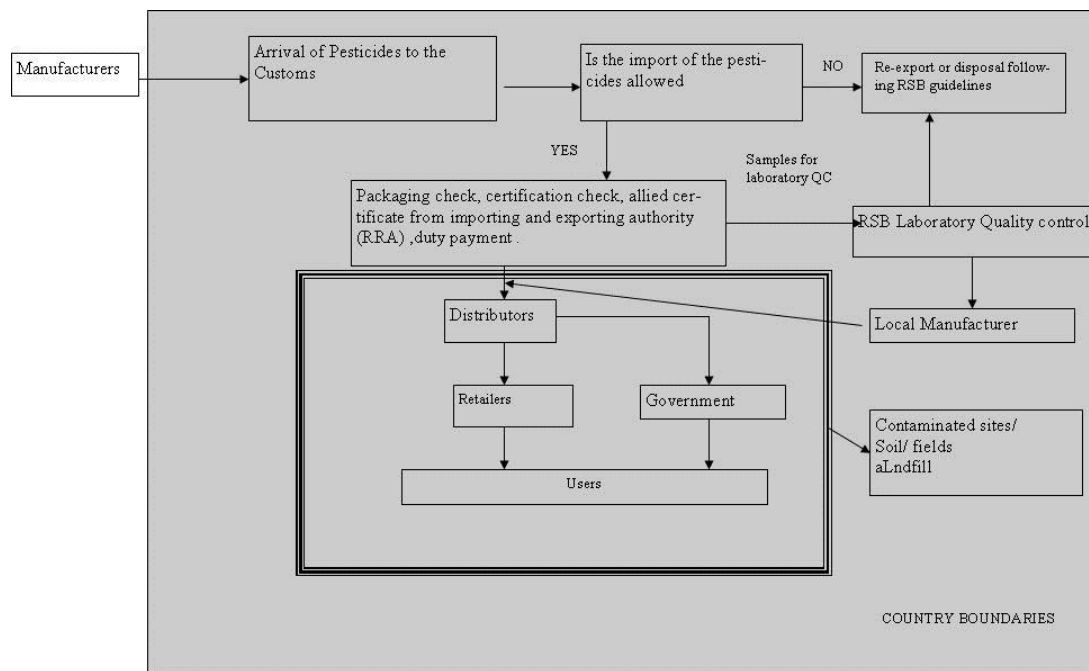 Manufacturers
Arrival of Pesticides to the
Customs
Is the import of the pesti-
cides allowed
NO
Re-export or disposal follow-
ing RSB guidelines
YES
Samples for
laboratory QC
Packaging check, certification check, allied cer-
tificate from importing and exporting authority
(RRA) ,duty payment .
RSB Laboratory Quality control
Distributors
Local Manufacturer
Retailers
Government
Contaminated sites/
Soil/ fields
aLndfill
Users
COUNTRY BOUNDARIES